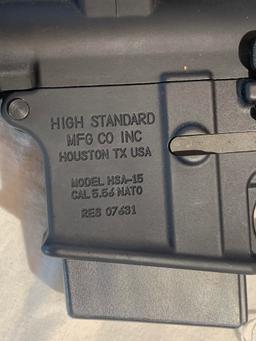 HIGH STANDARD
MFG CO INC
HOUSTON TX USA
MODEL HSA-15
CAL 5.56 NATO
RES 07631